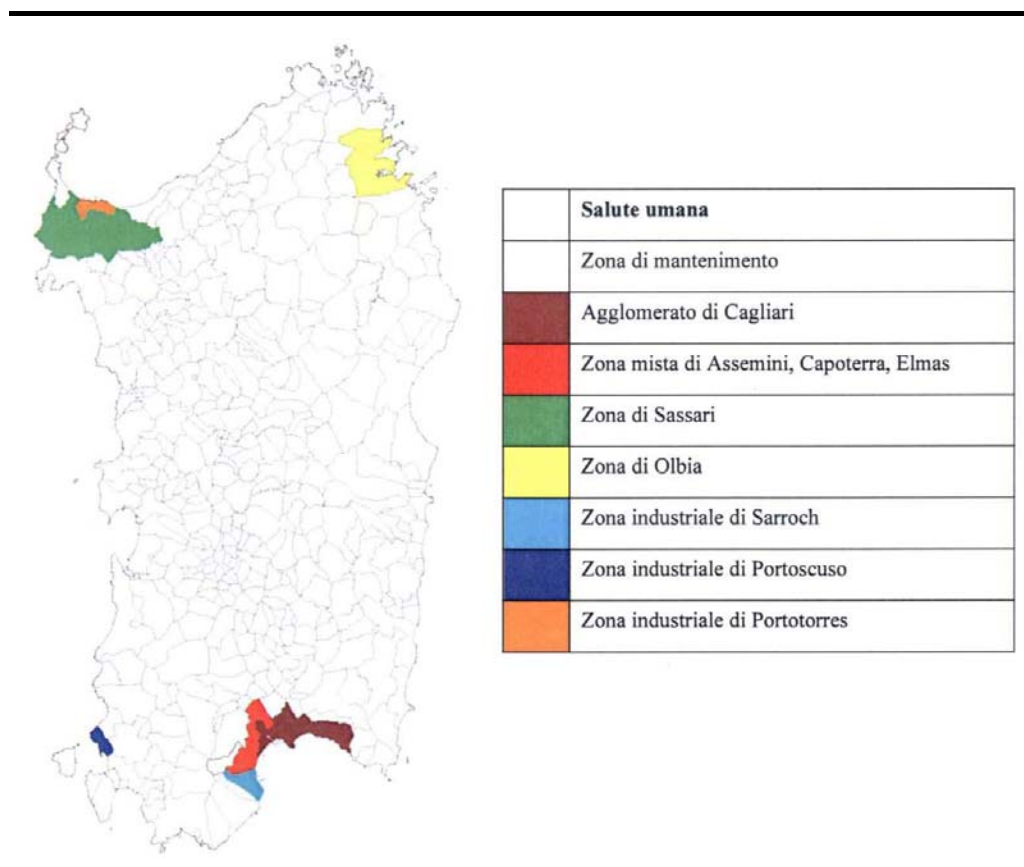 Salute umana
Zona di mantenimento
Agglomerato di Cagliari
Zona mista di Assemini, Capoterra, Elmas
Zona di Sassari
Zona di Olbia
Zona industriale di Sarroch
Zona industriale di Portoscuso
Zona industriale di Portotorres